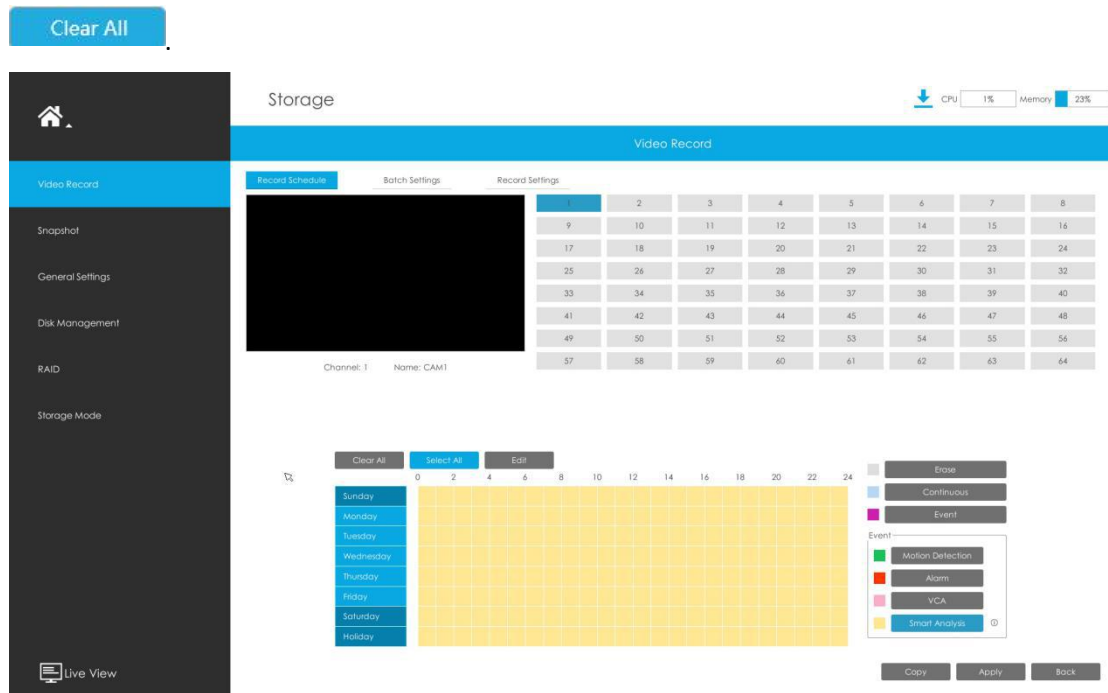 Clear All
.
Storage
CPU 1% Memory 23%
Video Record
Video Record
Snapshot
General Settings
Disk Management
RAID
Storage Mode
Live View
Record Schedule Batch Settings Record Settings
1 2 3 4 5 6 7 8
9 10 11 12 13 14 15 16
17 18 19 20 21 22 23 24
25 26 27 28 29 30 31 32
33 34 35 36 37 38 39 40
41 42 43 44 45 46 47 48
49 50 51 52 53 54 55 56
57 58 59 60 61 62 63 64
Channel: 1 Name: CAM1
Clear All Select All Edit
0 2 4 6 8 10 12 14 16 18 20 22 24
Sunday
Monday
Tuesday
Wednesday
Thursday
Friday
Saturday
Holiday
Erase
Continuous
Event
Event
Motion Detection
Alarm
VCA
Smart Analysis
Copy Apply Back